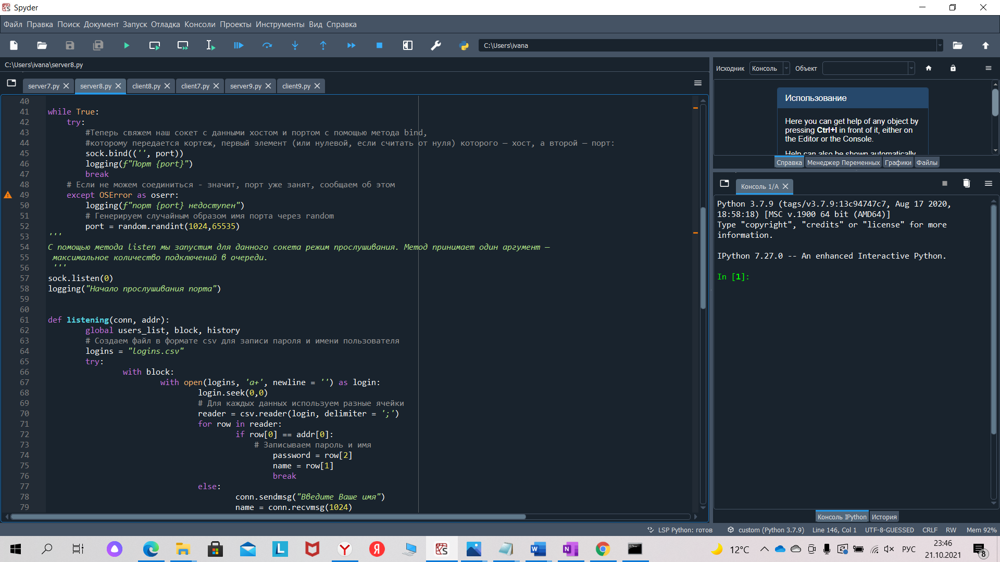 Spyder
Файл Правка Поиск Документ Запуск Отладка Консоли Проекты Инструменты Вид Справка
C:\Users\ivana
C:\Users\ivana\server8.py
server7.py server8.py client8.py client7.py server9.py client9.py
40
41 while True:
42 try:
43 #Теперь свяжем наш сокет с данными хостом и портом с помощью метода bind,
44 #которому передается кортеж, первый элемент (или нулевой, если считать от нуля) которого — хост, а второй — порт:
45 sock.bind(('', port))
46 logging(f"Порт {port}")
47 break
48 # Если не можем соединиться - значит, порт уже занят, сообщаем об этом
49 except OSError as oserr:
50 logging(f"порт {port} недоступен")
51 # Генерируем случайным образом имя порта через random
52 port = random.randint(1024,65535)
53 '''
54 С помощью метода listen мы запустим для данного сокета режим прослушивания. Метод принимает один аргумент —
55 максимальное количество подключений в очереди.
56 '''
57 sock.listen(0)
58 logging("Начало прослушивания порта")
59
60
61 def listening(conn, addr):
62 global users_list, block, history
63 # Создаем файл в формате csv для записи пароля и имени пользователя
64 logins = "logins.csv"
65 try:
66 with block:
67 with open(logins, 'a+', newline = '') as login:
68 login.seek(0,0)
69 # Для каждых данных используем разные ячейки
70 reader = csv.reader(login, delimiter = ';')
71 for row in reader:
72 if row[0] == addr[0]:
73 # Записываем пароль и имя
74 password = row[2]
75 name = row[1]
76 break
77 else:
78 conn.sendmsg("Введите Ваше имя")
79 name = conn.recvmsg(1024)
Исходник Консоль Объект
Использование
Here you can get help of any object by
pressing Ctrl+I in front of it, either on
the Editor or the Console.
Help can also be shown automatically
Справка Менеджер Переменных Графики Файлы
Консоль 1/A
Python 3.7.9 (tags/v3.7.9:13c94747c7, Aug 17 2020,
18:58:18) [MSC v.1900 64 bit (AMD64)]
Type "copyright", "credits" or "license" for more
information.
IPython 7.27.0 -- An enhanced Interactive Python.
In [1]:
Консоль IPython История
LSP Python: готов custom (Python 3.7.9) Line 146, Col 1 UTF-8-GUESSED CRLF RW Mem 92%
12°C РУС 23:46
21.10.2021
8